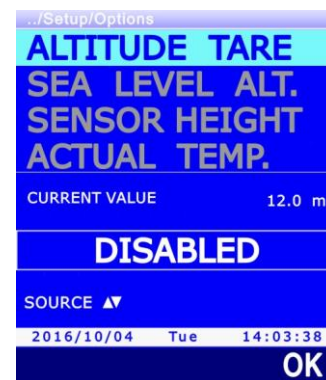 ../Setup/Options
ALTITUDE TARE
SEA LEVEL ALT.
SENSOR HEIGHT
ACTUAL TEMP.
CURRENT VALUE 12.0 m
DISABLED
SOURCE ▲▼
2016/10/04 Tue 14:03:38
OK